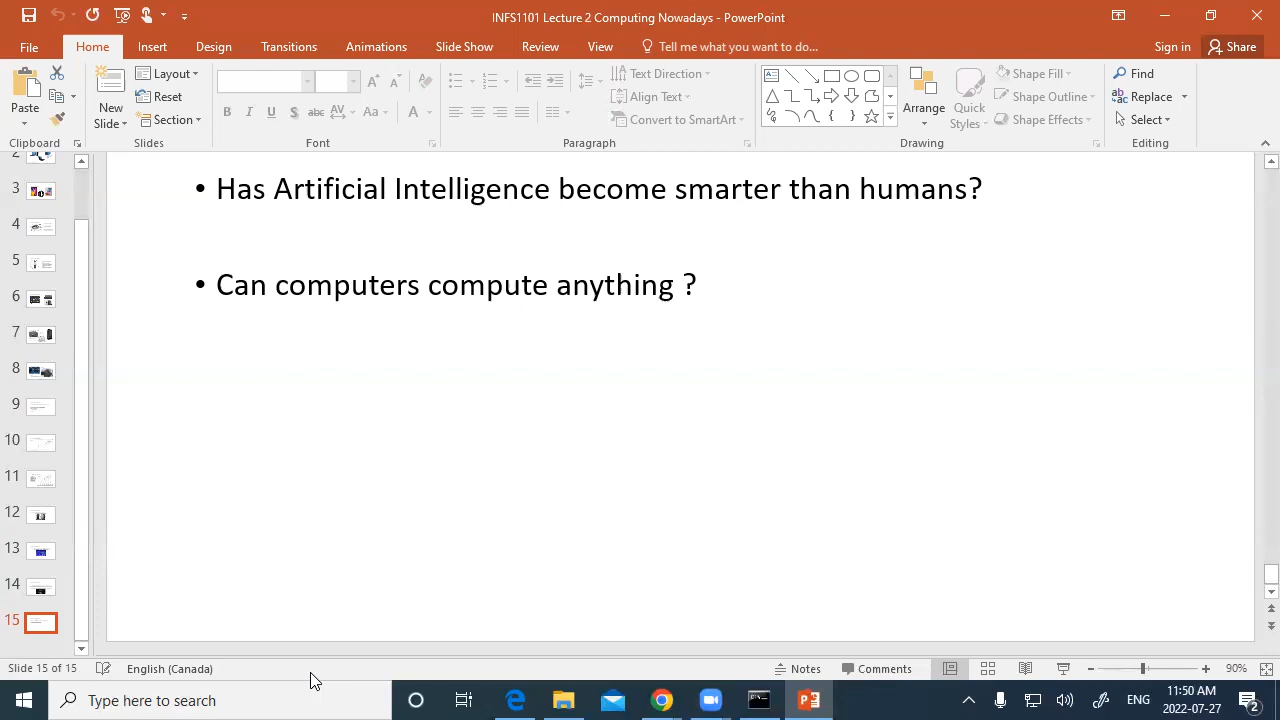 INFS1101 Lecture 2 Computing Nowadays - PowerPoint
File Home Insert Design Transitions Animations Slide Show Review View Tell me what you want to do... Sign in Share
Paste
New
Slide
Layout
Reset
Section
B I U S abc AV Aa A
Text Direction
Align Text
Convert to SmartArt
Arrange
Quick
Styles
Shape Fill
Shape Outline
Shape Effects
Find
Replace
Select
Clipboard Slides Font Paragraph Drawing Editing
2
3
4
5
6
7
8
9
10
11
12
13
14
15
• Has Artificial Intelligence become smarter than humans?
• Can computers compute anything ?
Slide 15 of 15 English (Canada) Notes Comments 90%
Type here to search ENG 11:50 AM
2022-07-27 2